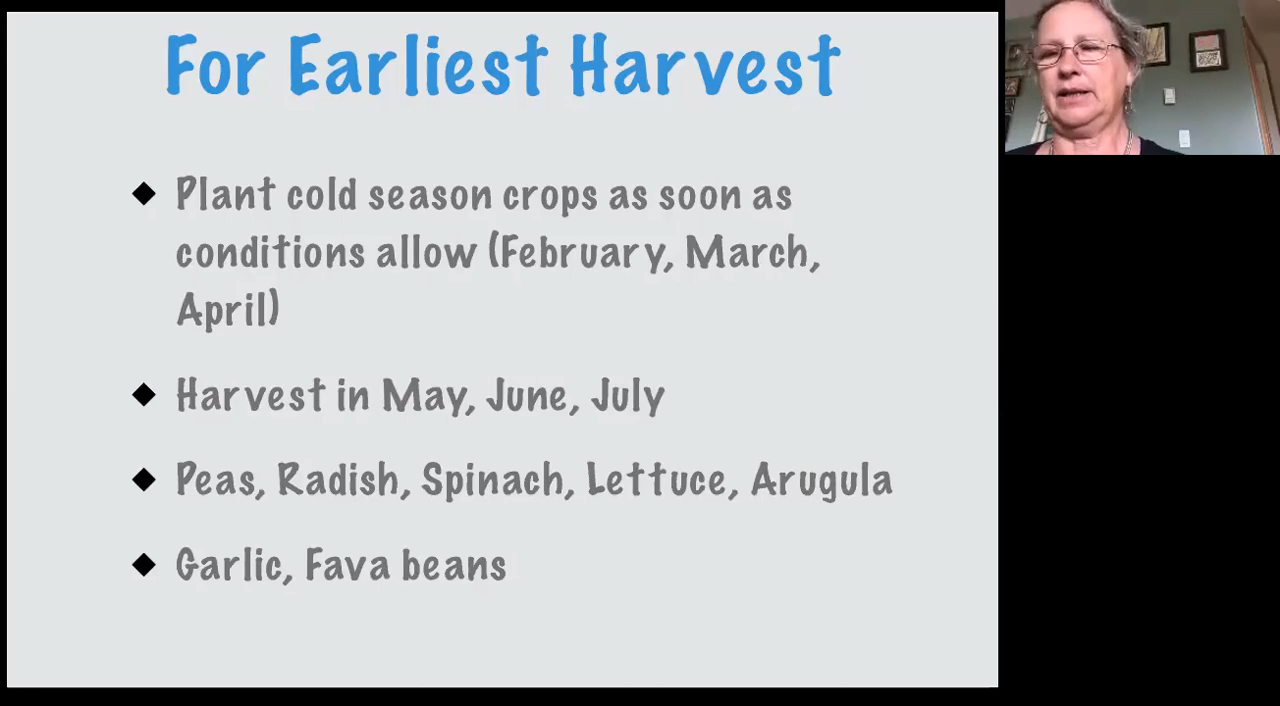 For Earliest Harvest
Plant cold season crops as soon as
conditions allow (February, March,
April)
Harvest in May, June, July
Peas, Radish, Spinach, Lettuce, Arugula
Garlic, Fava beans